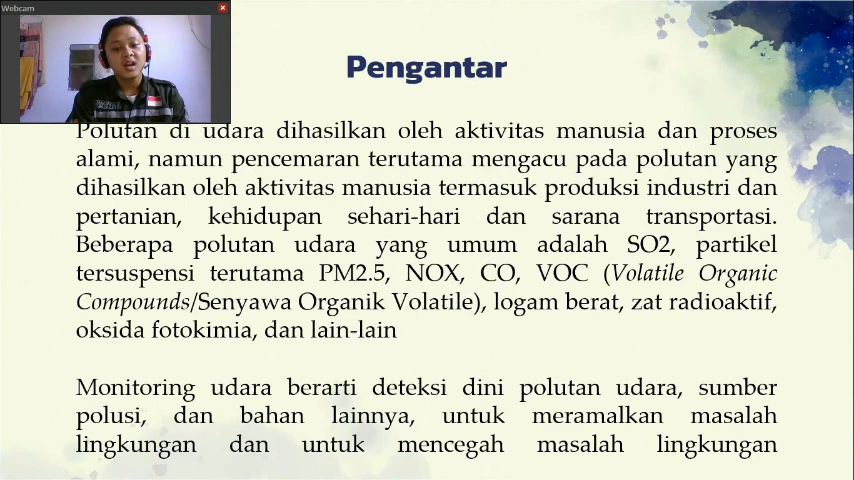 Webcam
Pengantar
Polutan di udara dihasilkan oleh aktivitas manusia dan proses
alami, namun pencemaran terutama mengacu pada polutan yang
dihasilkan oleh aktivitas manusia termasuk produksi industri dan
pertanian, kehidupan sehari-hari dan sarana transportasi.
Beberapa polutan udara yang umum adalah SO2, partikel
tersuspensi terutama PM2.5, NOX, CO, VOC (Volatile Organic
Compounds/Senyawa Organik Volatile), logam berat, zat radioaktif,
oksida fotokimia, dan lain-lain
Monitoring udara berarti deteksi dini polutan udara, sumber
polusi, dan bahan lainnya, untuk meramalkan masalah
lingkungan dan untuk mencegah masalah lingkungan